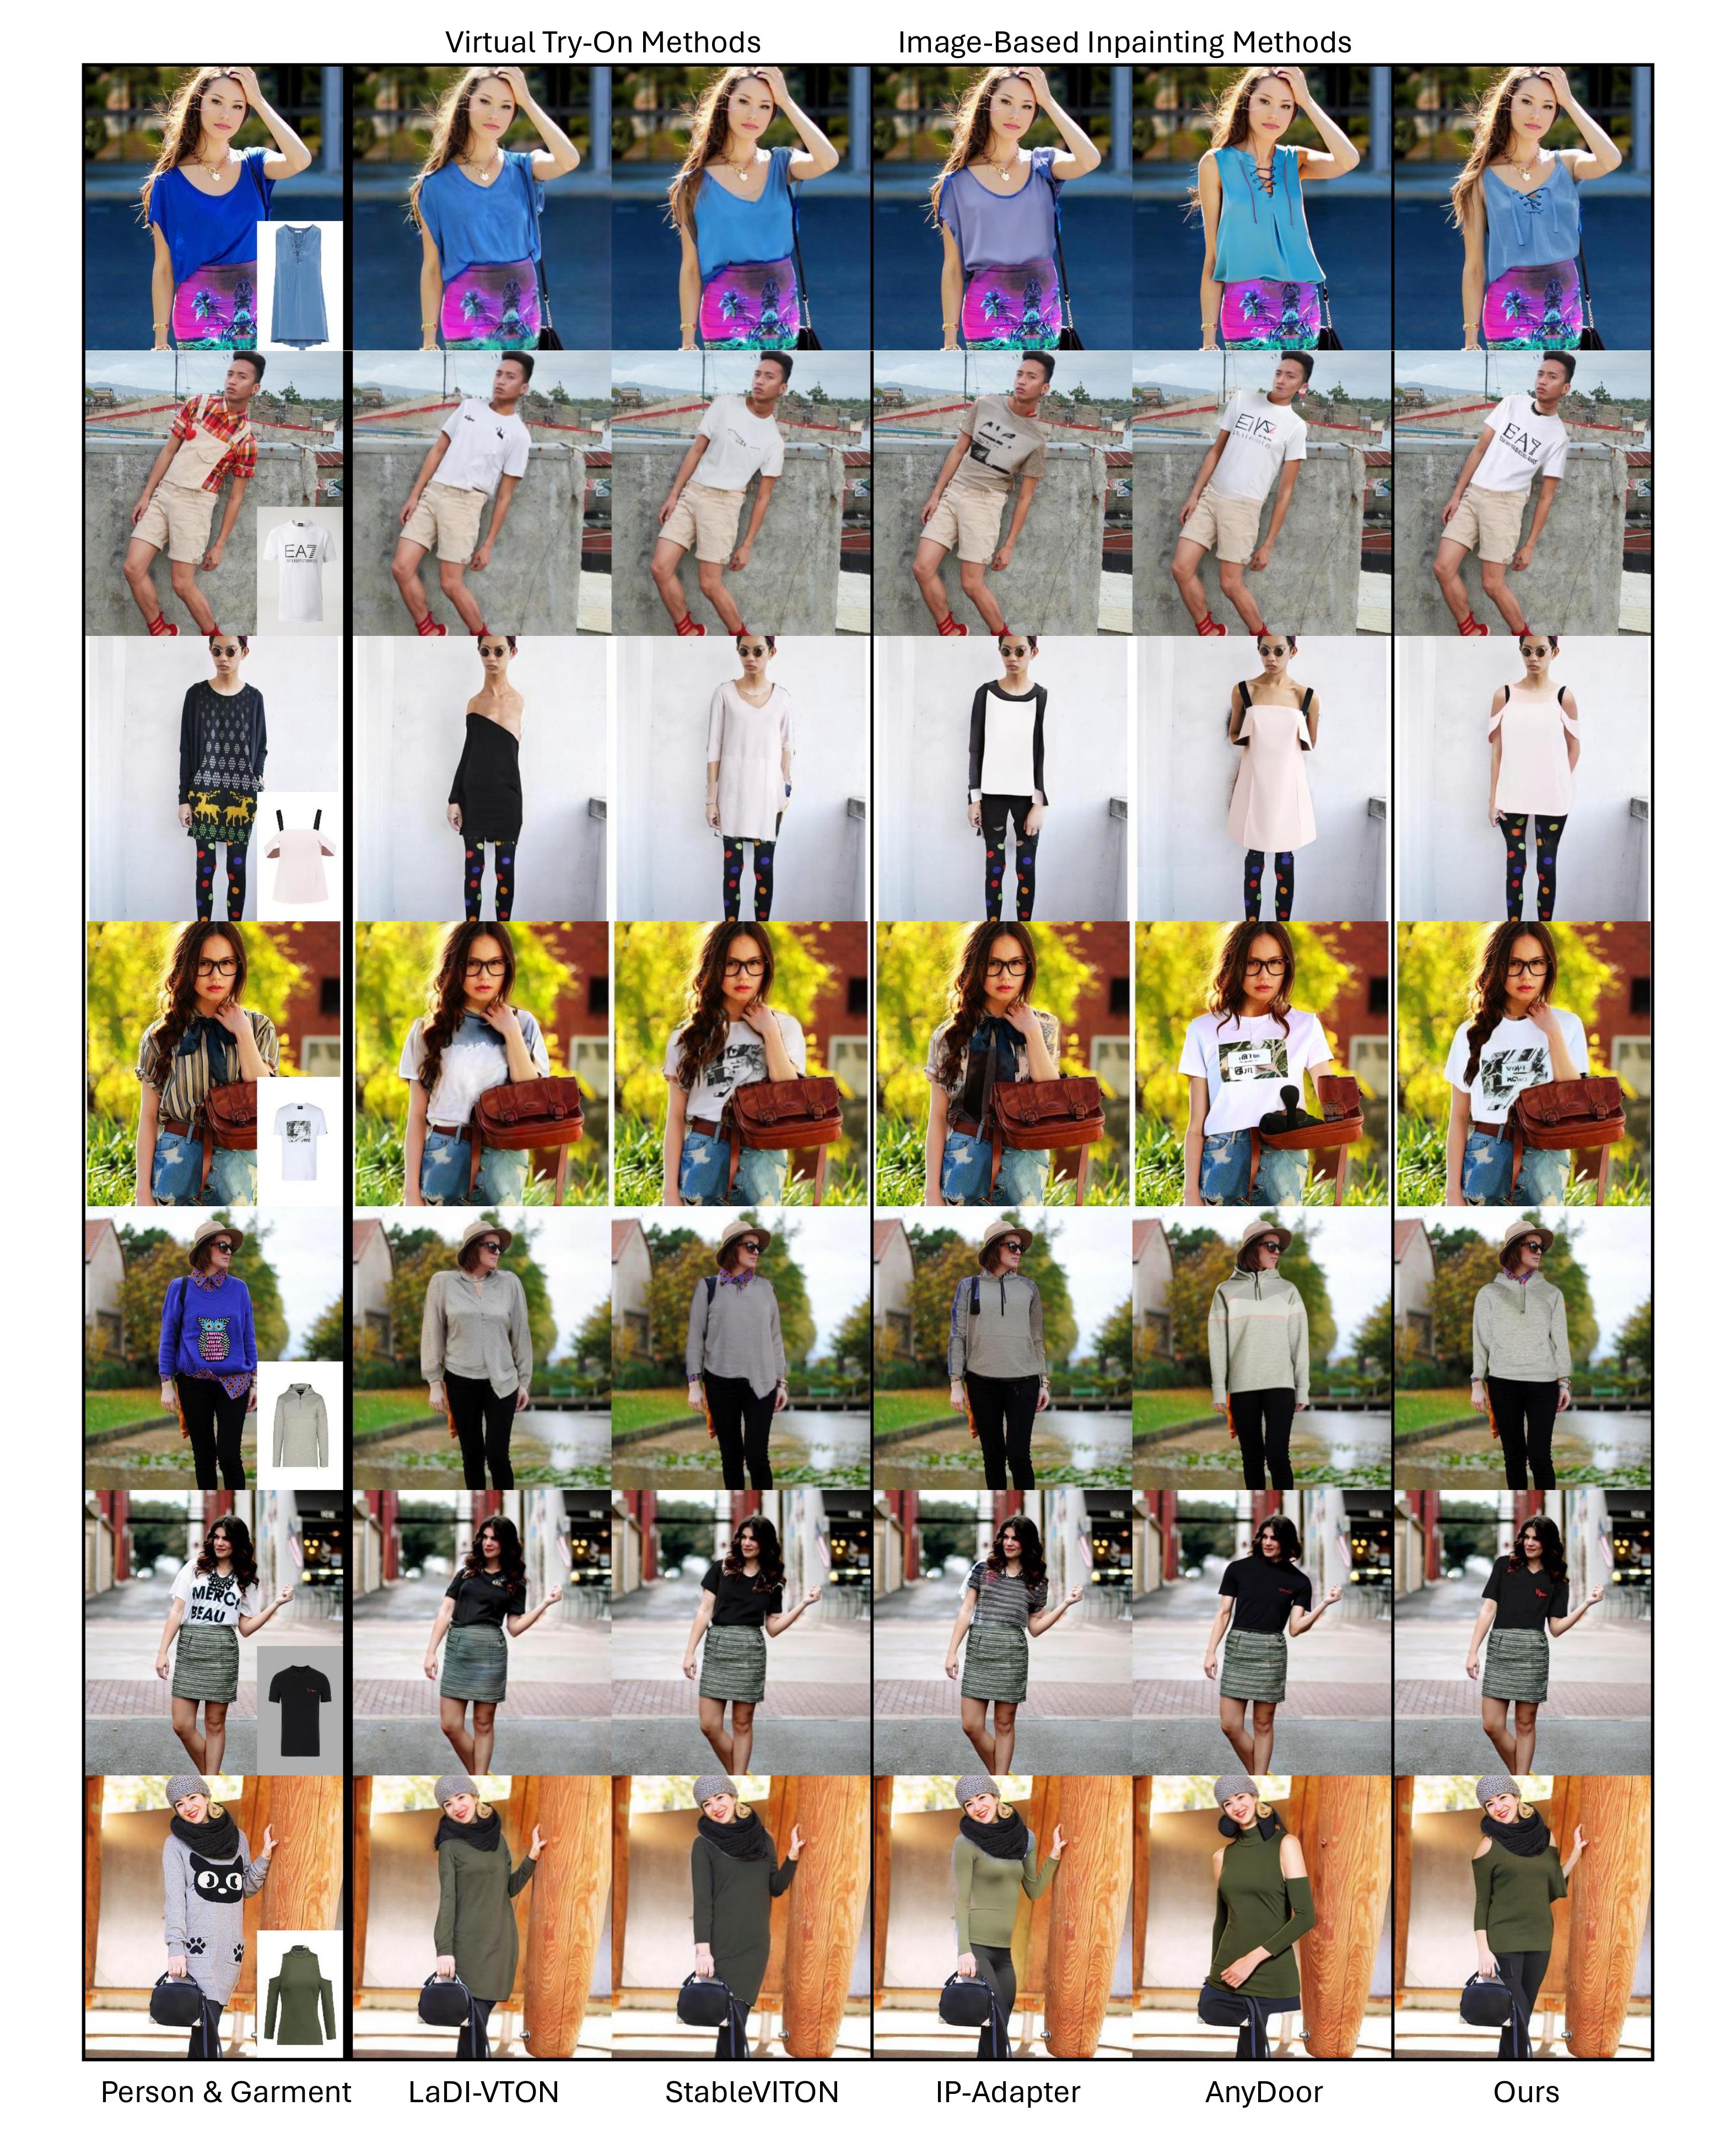 Virtual Try-On Methods
Image-Based Inpainting Methods
EA7
EA
MERCI
BEAU
Person & Garment
LaDI-VTON
StableVITON
IP-Adapter
AnyDoor
Ours